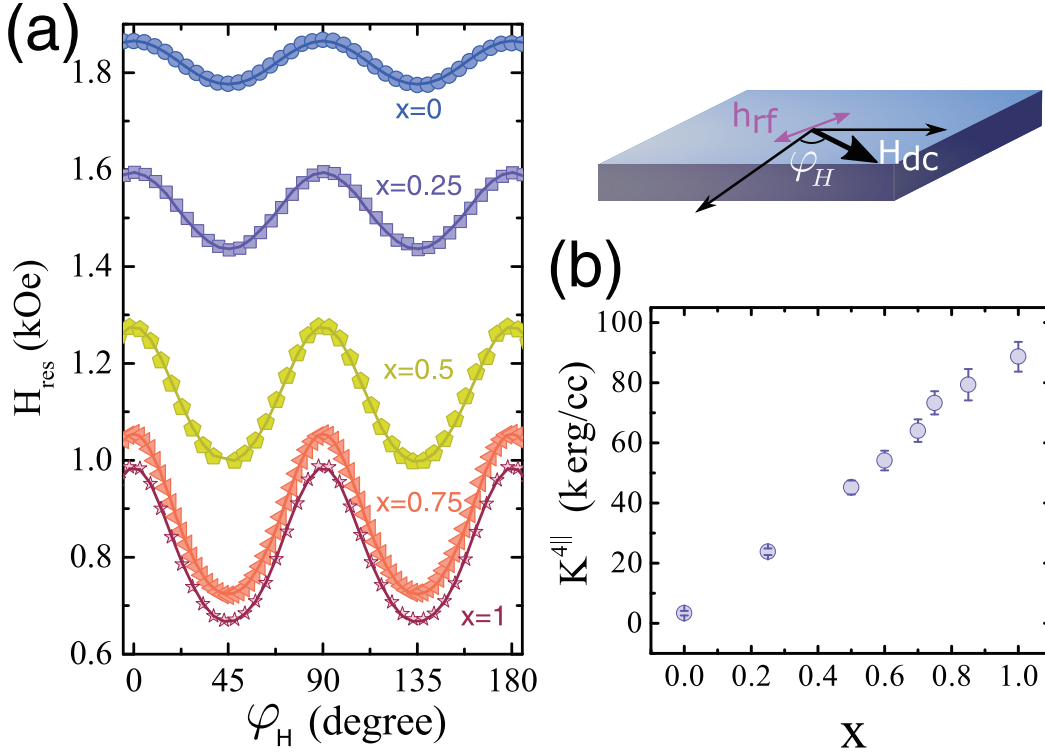 (a)
H_res (kOe)
1.8
1.6
1.4
1.2
1.0
0.8
0.6
x=0
x=0.25
x=0.5
x=0.75
x=1
0 45 90 135 180
φ_H (degree)
h_rf
H_dc
φ_H
(b)
K^4|| (k erg/cc)
100
80
60
40
20
0
0.0 0.2 0.4 0.6 0.8 1.0
x